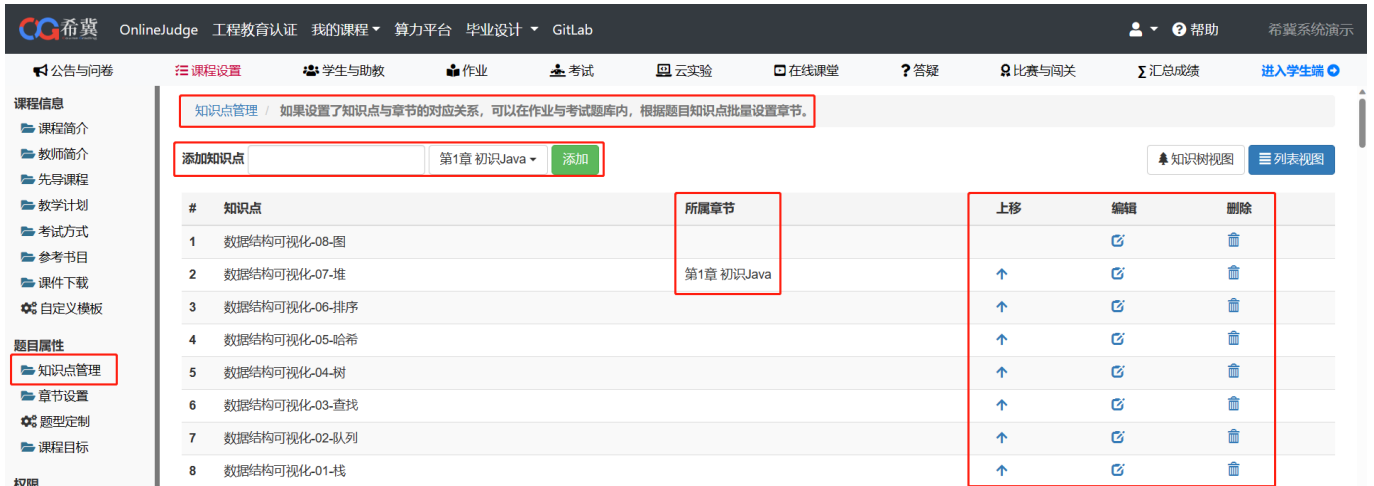 CG希冀 OnlineJudge 工程教育认证 我的课程 算力平台 毕业设计 GitLab 帮助 希冀系统演示
公告与问卷 课程设置 学生与助教 作业 考试 云实验 在线课堂 答疑 比赛与闯关 汇总成绩 进入学生端
课程信息
课程简介
教师简介
先导课程
教学计划
考试方式
参考书目
课件下载
自定义模板
题目属性
知识点管理
章节设置
题型定制
课程目标
权限
知识点管理 / 如果设置了知识点与章节的对应关系，可以在作业与考试题库内，根据题目知识点批量设置章节。
添加知识点 第1章 初识Java 添加 知识树视图 列表视图
# 知识点 所属章节 上移 编辑 删除
1 数据结构可视化-08-图
2 数据结构可视化-07-堆 第1章 初识Java
3 数据结构可视化-06-排序
4 数据结构可视化-05-哈希
5 数据结构可视化-04-树
6 数据结构可视化-03-查找
7 数据结构可视化-02-队列
8 数据结构可视化-01-栈